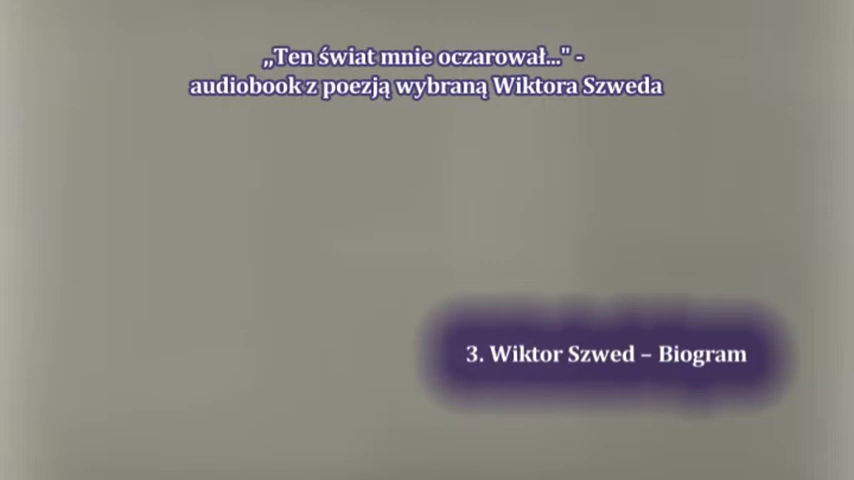 „Ten świat mnie oczarował..." -
audiobook z poezją wybraną Wiktora Szweda
3. Wiktor Szwed – Biogram